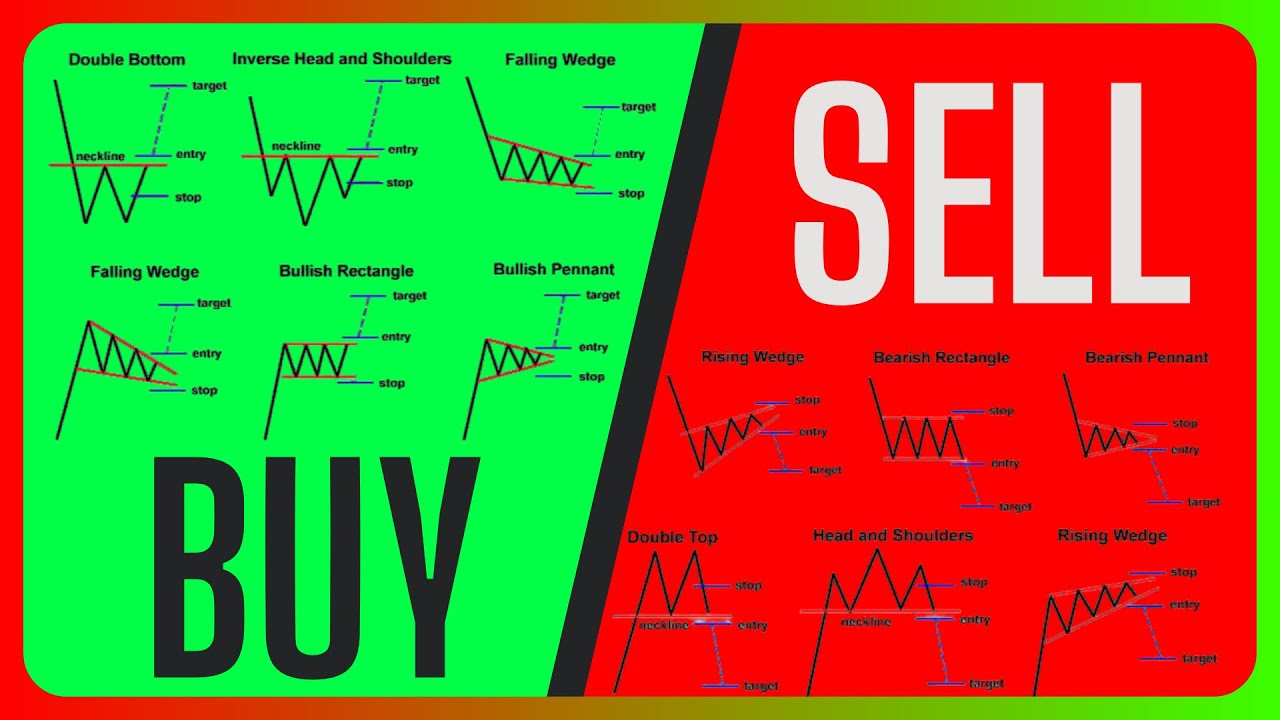 Double Bottom
target
neckline
entry
stop
Inverse Head and Shoulders
target
neckline
entry
stop
Falling Wedge
target
entry
stop
Falling Wedge
target
entry
stop
Bullish Rectangle
target
entry
stop
Bullish Pennant
target
entry
stop
BUY
SELL
Rising Wedge
stop
entry
target
Bearish Rectangle
stop
entry
target
Bearish Pennant
stop
entry
target
Double Top
stop
neckline
entry
target
Head and Shoulders
stop
neckline
entry
target
Rising Wedge
stop
entry
target